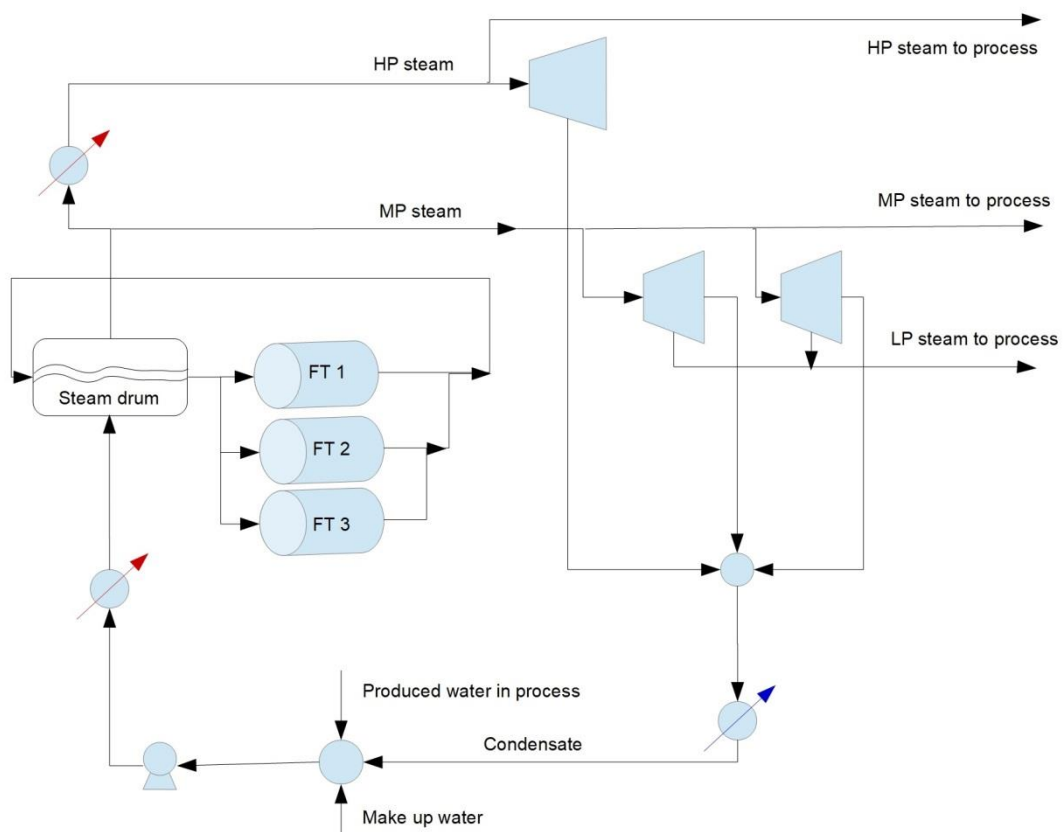 HP steam
HP steam to process
MP steam
MP steam to process
LP steam to process
Steam drum
FT 1
FT 2
FT 3
Produced water in process
Condensate
Make up water